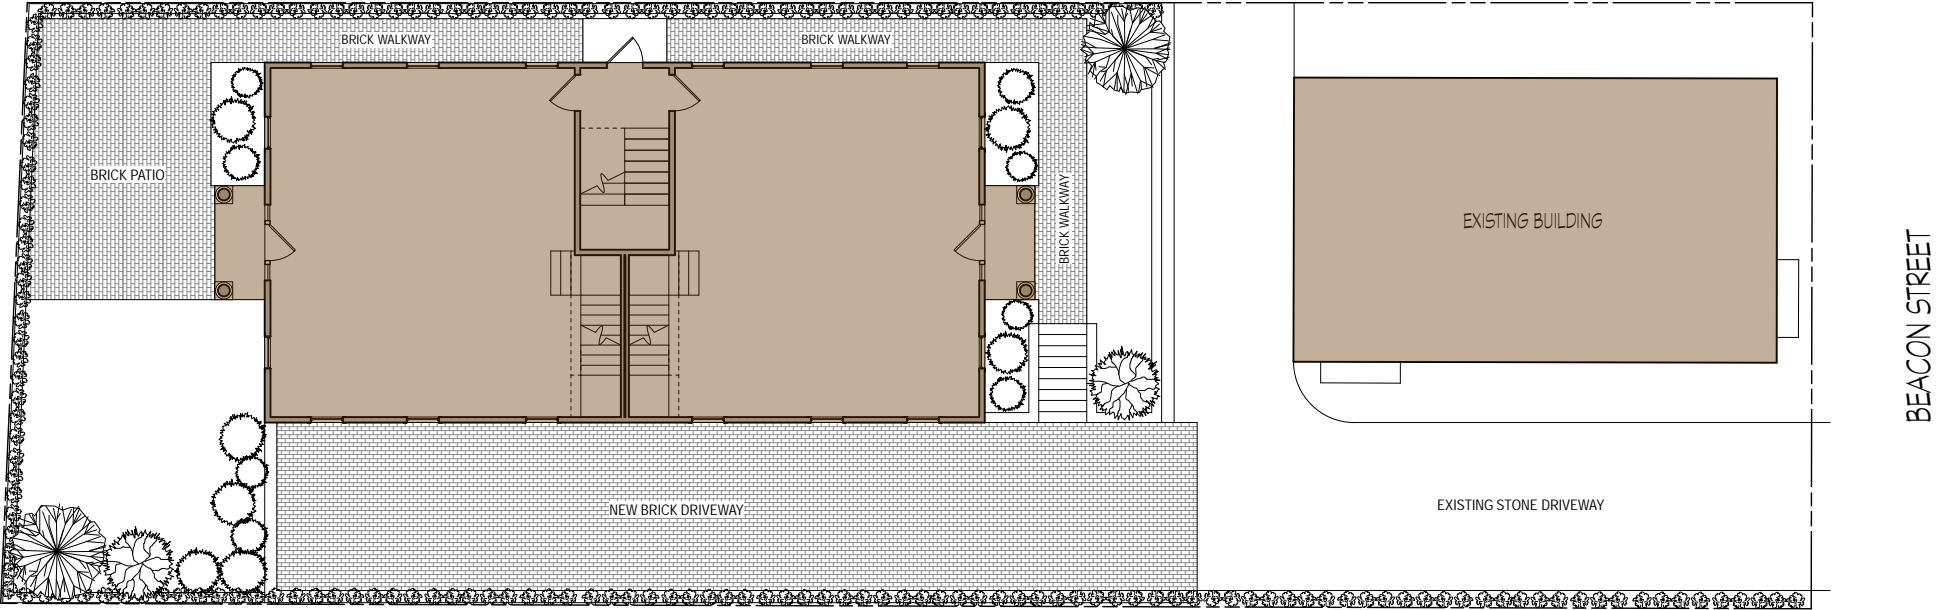 BRICK WALKWAY
BRICK WALKWAY
BRICK PATIO
BRICK WALKWAY
EXISTING BUILDING
BEACON STREET
NEW BRICK DRIVEWAY
EXISTING STONE DRIVEWAY